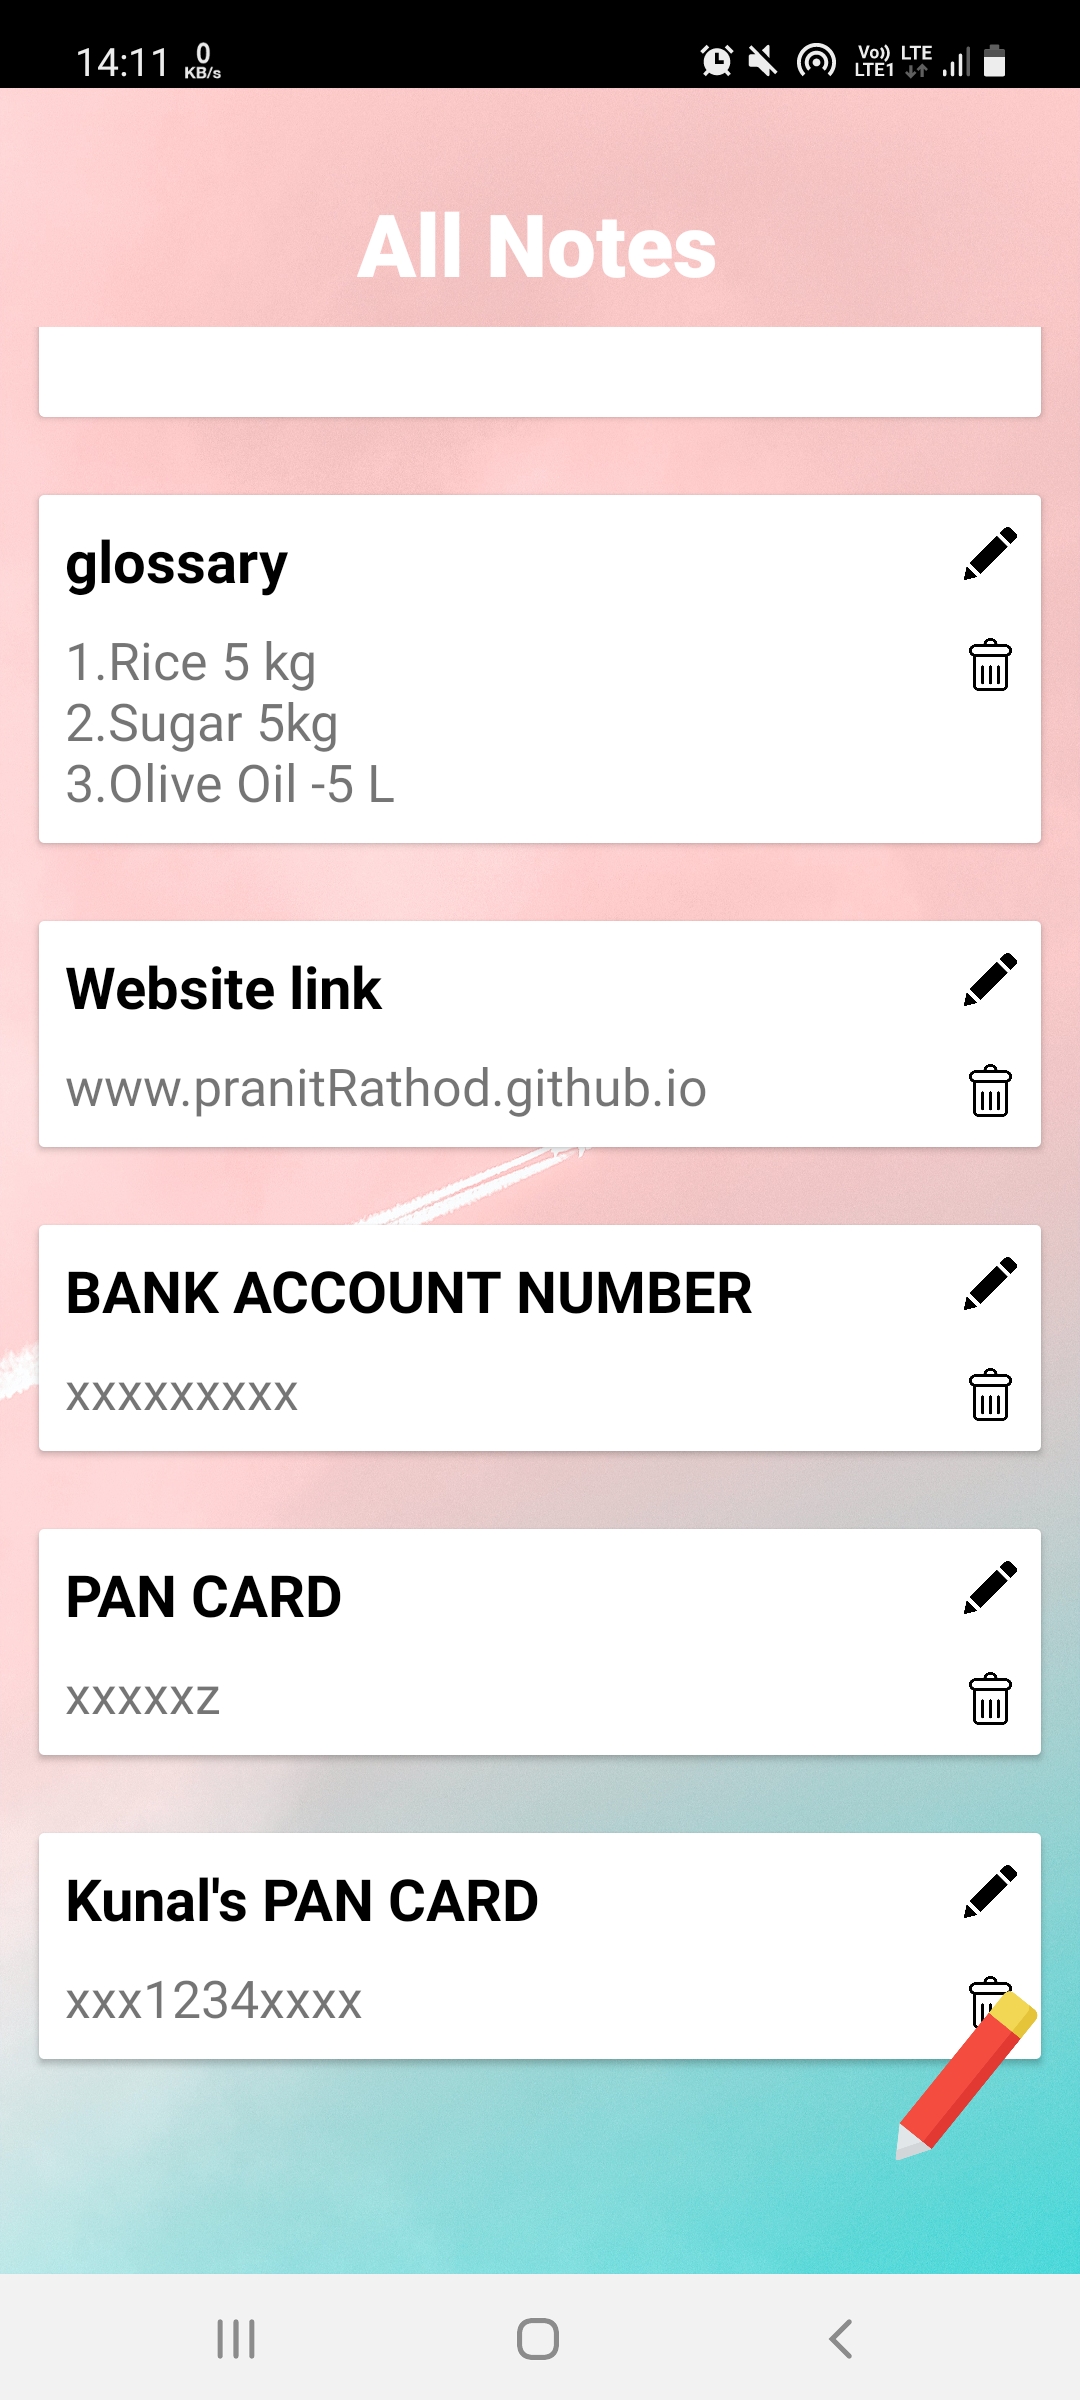 14:11 0 KB/s Vo)) LTE1 LTE
All Notes
glossary
1.Rice 5 kg
2.Sugar 5kg
3.Olive Oil -5 L
Website link
www.pranitRathod.github.io
BANK ACCOUNT NUMBER
xxxxxxxxx
PAN CARD
xxxxxz
Kunal's PAN CARD
xxx1234xxxx